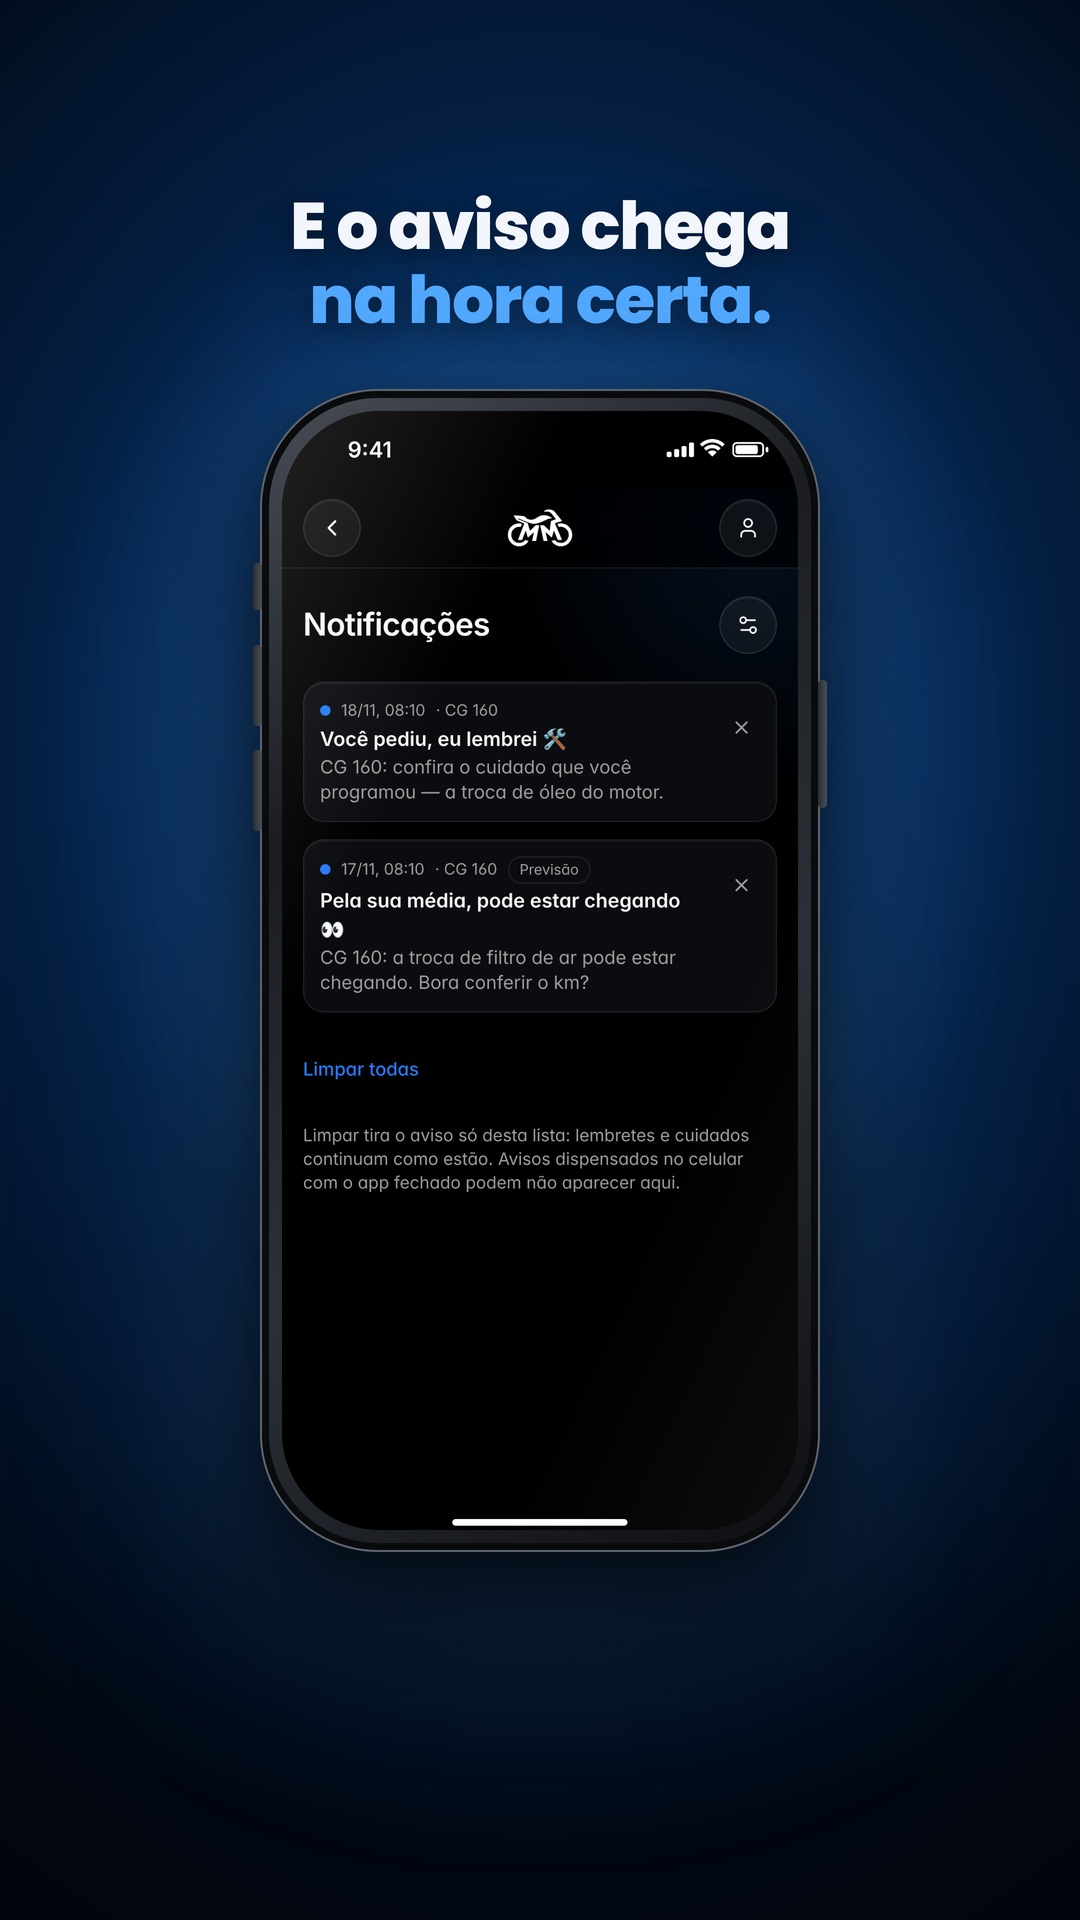 E o aviso chega
na hora certa.
9:41
MM
Notificações
18/11, 08:10 · CG 160
Você pediu, eu lembrei 🛠️
CG 160: confira o cuidado que você
programou — a troca de óleo do motor.
17/11, 08:10 · CG 160 Previsão
Pela sua média, pode estar chegando
👀
CG 160: a troca de filtro de ar pode estar
chegando. Bora conferir o km?
Limpar todas
Limpar tira o aviso só desta lista: lembretes e cuidados
continuam como estão. Avisos dispensados no celular
com o app fechado podem não aparecer aqui.